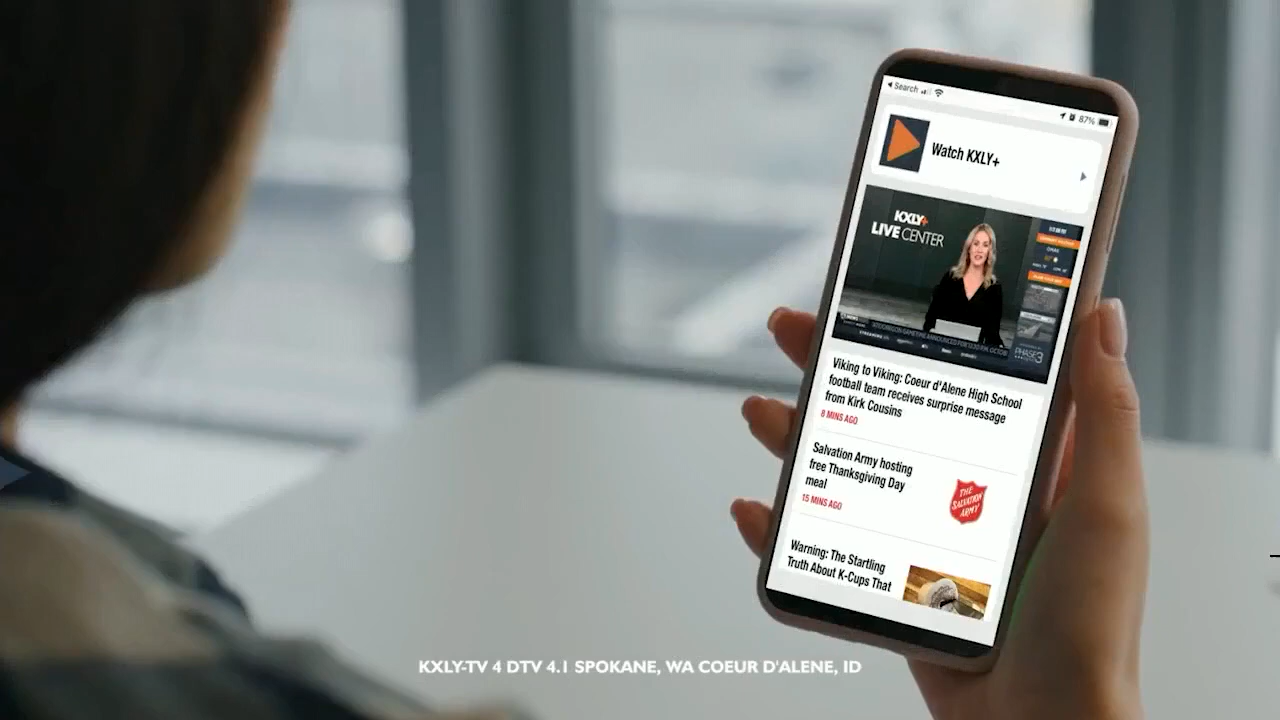 Search
87%
Watch KXLY+
KXLY+
LIVE CENTER
PHASE3
Viking to Viking: Coeur d'Alene High School
football team receives surprise message
from Kirk Cousins
8 MINS AGO
Salvation Army hosting
free Thanksgiving Day
meal
15 MINS AGO
THE
SALVATION
ARMY
Warning: The Startling
Truth About K-Cups That
KXLY-TV 4 DTV 4.1 SPOKANE, WA COEUR D'ALENE, ID